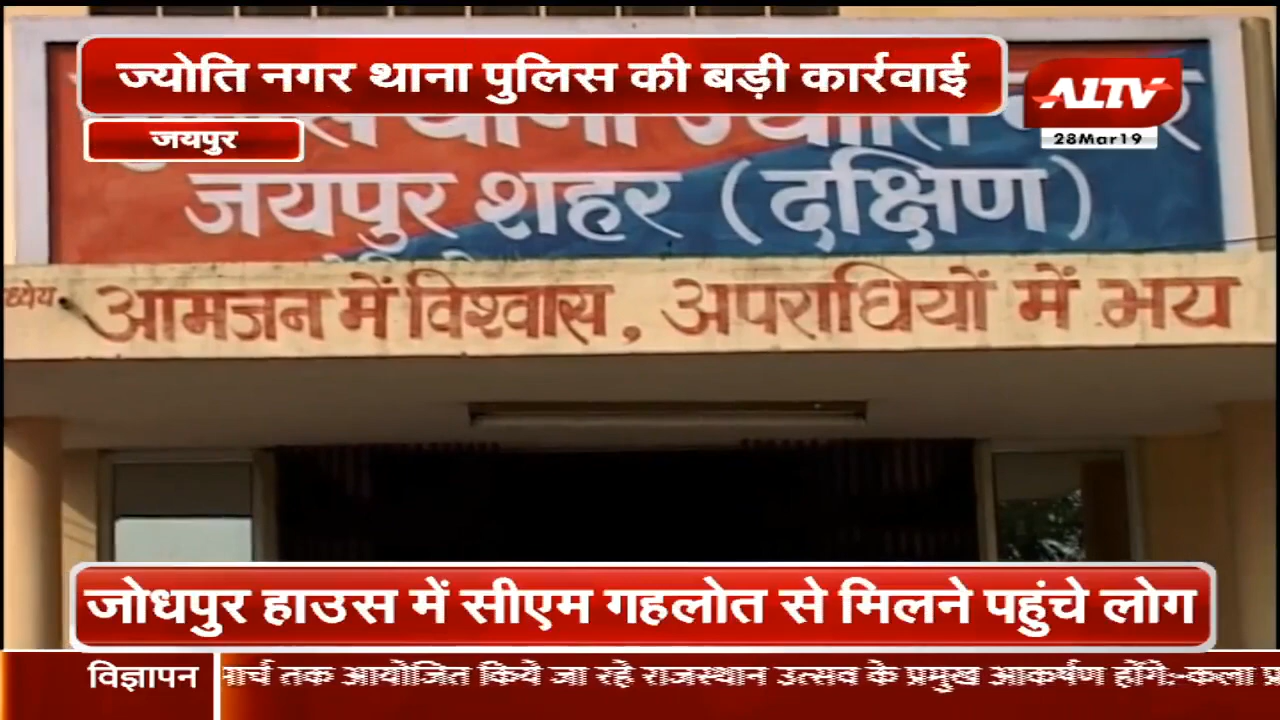 ज्योति नगर थाना पुलिस की बड़ी कार्रवाई
ALTV
28Mar19
जयपुर
जयपुर शहर (दक्षिण)
ध्येय
आमजन में विश्वास, अपराधियों में भय
जोधपुर हाउस में सीएम गहलोत से मिलने पहुंचे लोग
विज्ञापन
मार्च तक आयोजित किये जा रहे राजस्थान उत्सव के प्रमुख आकर्षण होंगे:-कला